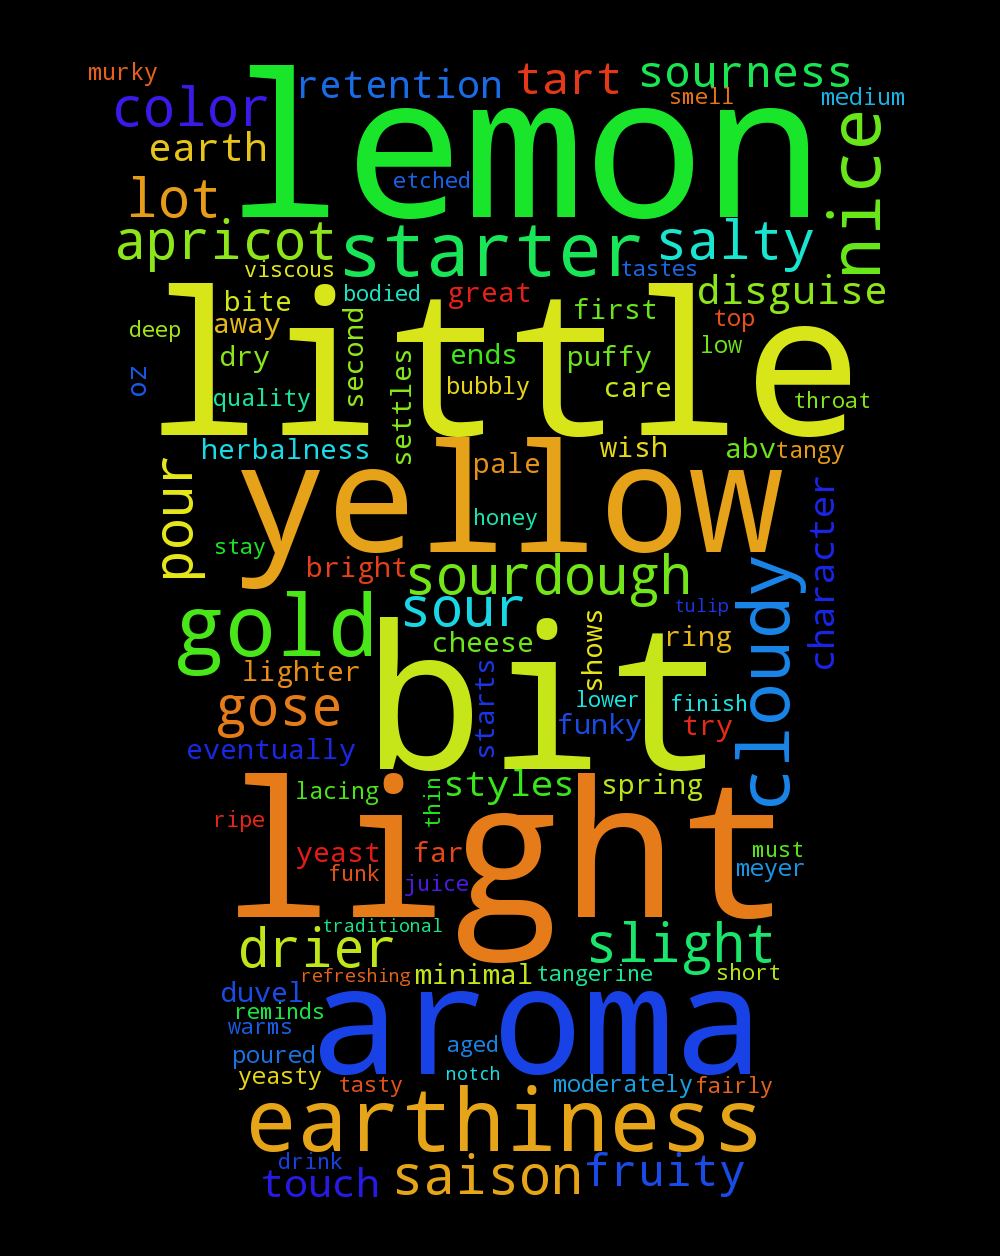 murky retention tart sourness
color lemon smell medium
earth nice
etched
lot
apricot starter salty
viscous tastes
little disguise
bite bodied great first top
deep away second
dry settles ends puffy low
oz quality bubbly care throat
herbalness wish abv tangy
pour yellow pale character
honey
stay bright sourdough cloudy
gold sour tulip
cheese shows ring
bit
lighter starts lower finish
gose funky try
eventually
lacing thin styles spring
light
ripe
yeast far must
funk juice meyer
traditional
drier slight
refreshing minimal tangerine short
duvel aroma
reminds
warms
poured aged
yeasty notch
tasty moderately fairly
earthiness
drink saison fruity
touch